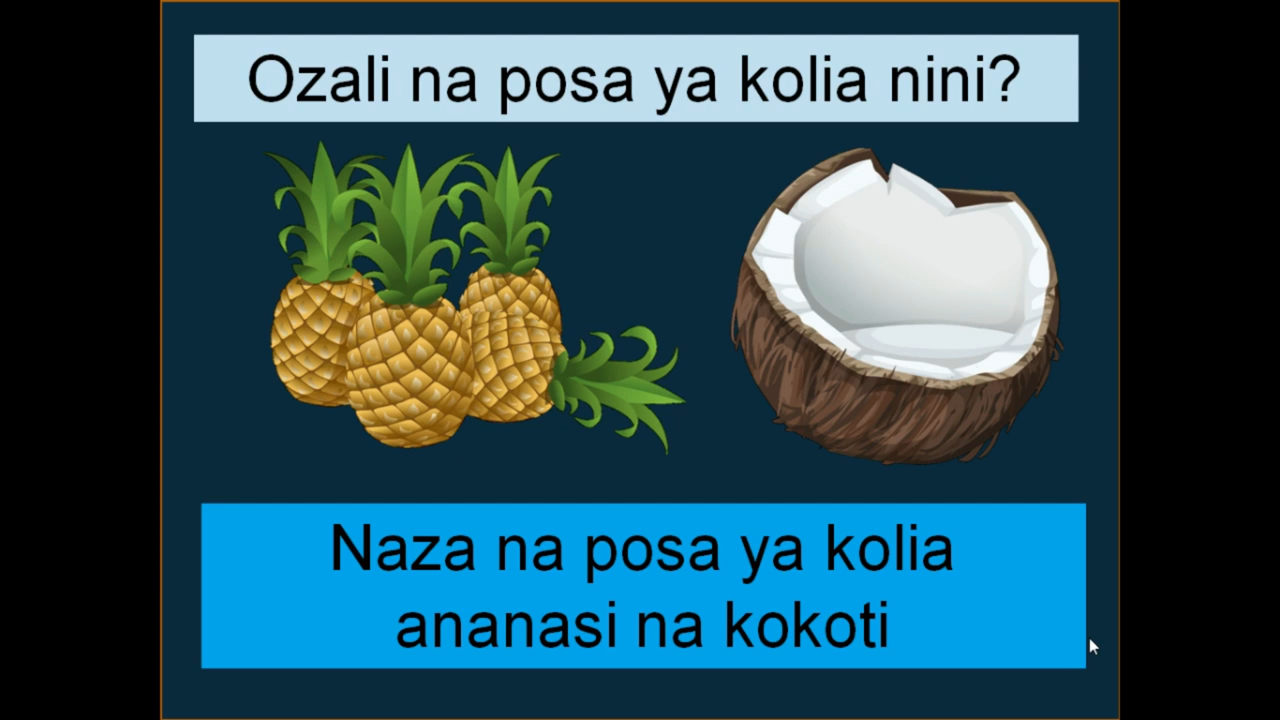 Ozali na posa ya kolia nini?
Naza na posa ya kolia
ananasi na kokoti